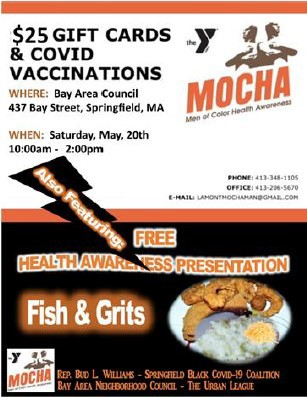 $25 GIFT CARDS
& COVID
VACCINATIONS
WHERE: Bay Area Council
437 Bay Street, Springfield, MA
WHEN: Saturday, May, 20th
10:00am - 2:00pm
the Y
MOCHA
Men of Color Health Awareness
PHONE: 413-348-1105
OFFICE: 413-206-5670
E-MAIL: LAMONTMOCHAMAN@GMAIL.COM
Also Featuring:
FREE
HEALTH AWARENESS PRESENTATION
Fish & Grits
the Y
MOCHA
REP. BUD L. WILLIAMS - SPRINGFIELD BLACK COVID-19 COALITION
BAY AREA NEIGHBORHOOD COUNCIL - THE URBAN LEAGUE